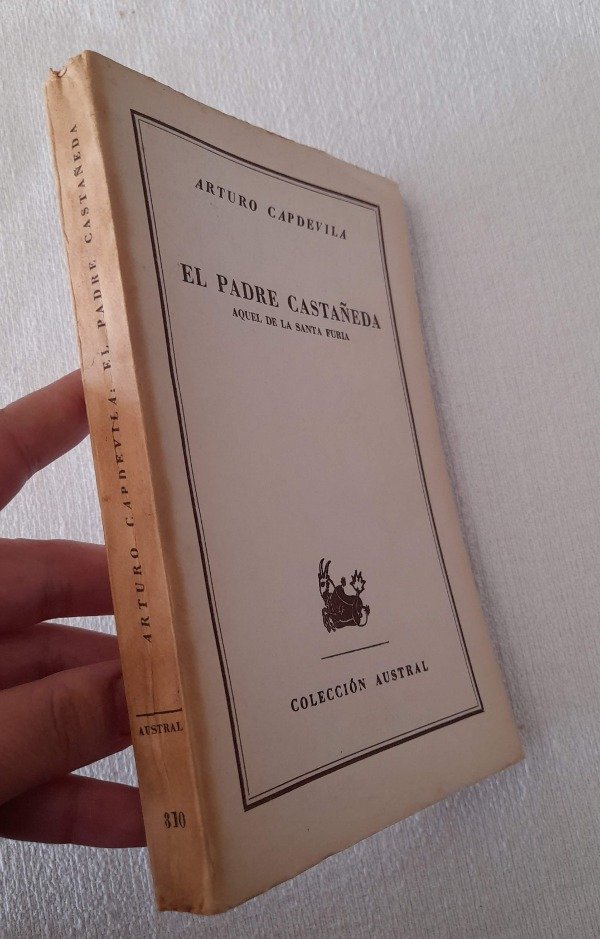 ARTURO CAPDEVILA
EL PADRE CASTAÑEDA
AQUEL DE LA SANTA FURIA
COLECCIÓN AUSTRAL
ARTURO CAPDEVILA: EL PADRE CASTAÑEDA
AUSTRAL
810